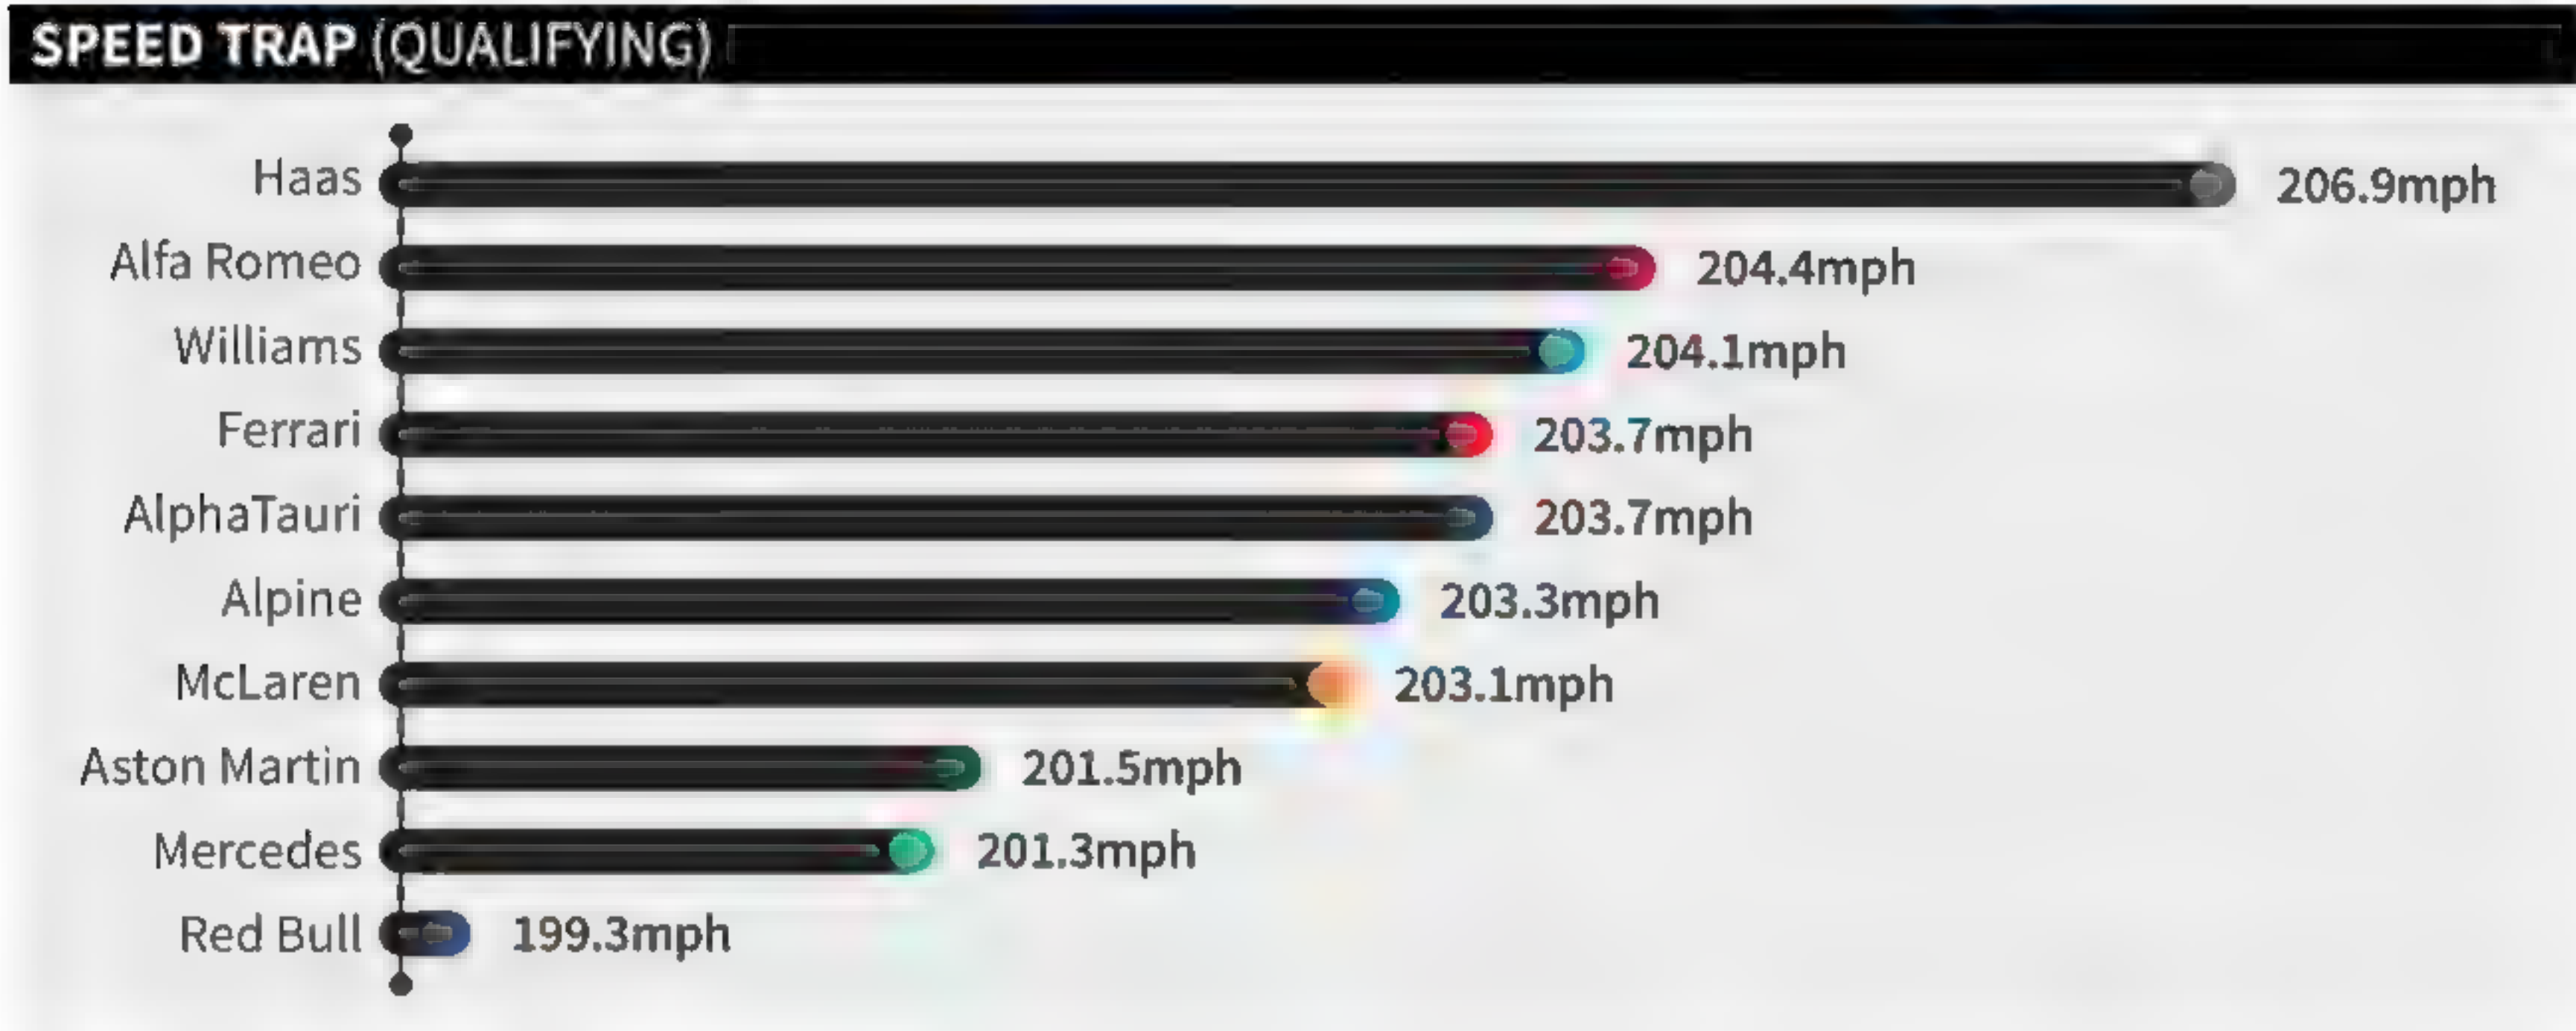 SPEED TRAP (QUALIFYING)
Haas 206.9mph
Alfa Romeo 204.4mph
Williams 204.1mph
Ferrari 203.7mph
AlphaTauri 203.7mph
Alpine 203.3mph
McLaren 203.1mph
Aston Martin 201.5mph
Mercedes 201.3mph
Red Bull 199.3mph